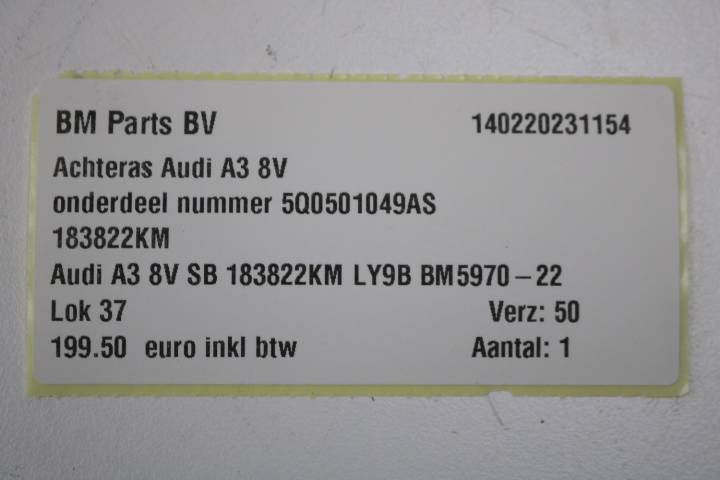 BM Parts BV 140220231154
Achteras Audi A3 8V
onderdeel nummer 5Q0501049AS
183822KM
Audi A3 8V SB 183822KM LY9B BM5970-22
Lok 37 Verz: 50
199.50 euro inkl btw Aantal: 1